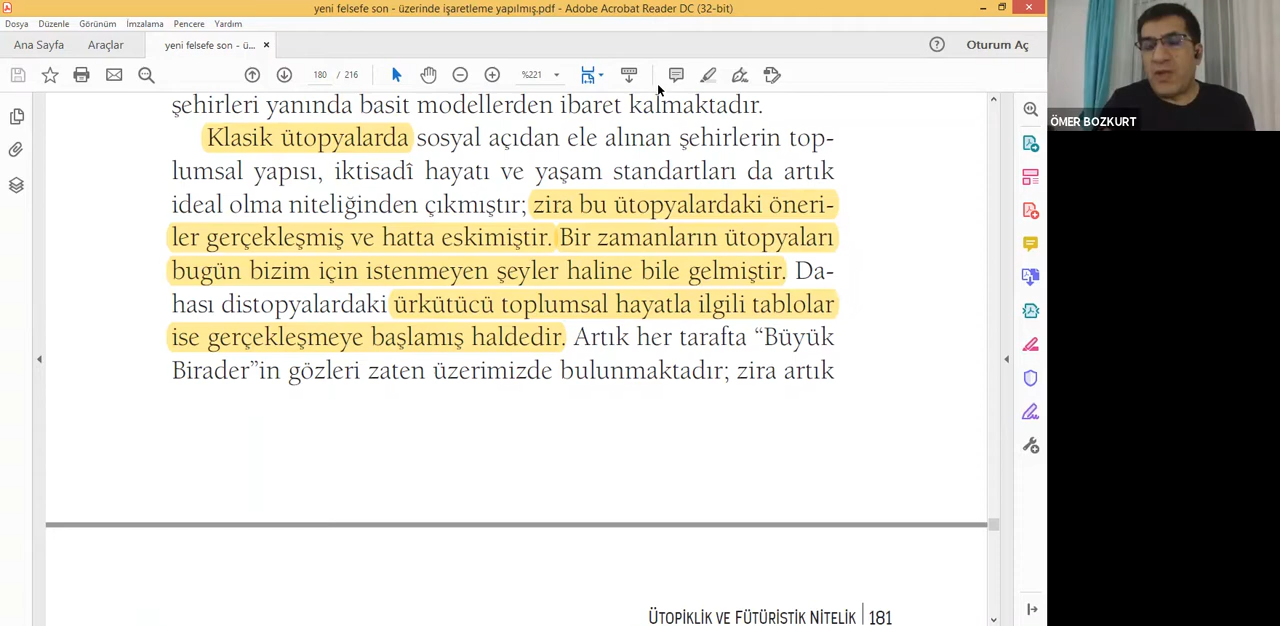 yeni felsefe son - üzerinde işaretleme yapılmış.pdf - Adobe Acrobat Reader DC (32-bit)
Dosya Düzenle Görünüm İmzalama Pencere Yardım
Ana Sayfa Araçlar yeni felsefe son - ü... × Oturum Aç
180 / 216 %221
şehirleri yanında basit modellerden ibaret kalmaktadır.
Klasik ütopyalarda sosyal açıdan ele alınan şehirlerin top-
lumsal yapısı, iktisadî hayatı ve yaşam standartları da artık
ideal olma niteliğinden çıkmıştır; zira bu ütopyalardaki öneri-
ler gerçekleşmiş ve hatta eskimiştir. Bir zamanların ütopyaları
bugün bizim için istenmeyen şeyler haline bile gelmiştir. Da-
hası distopyalardaki ürkütücü toplumsal hayatla ilgili tablolar
ise gerçekleşmeye başlamış haldedir. Artık her tarafta “Büyük
Birader”in gözleri zaten üzerimizde bulunmaktadır; zira artık
ÜTOPİKLİK VE FÜTÜRİSTİK NİTELİK 181
ÖMER BOZKURT